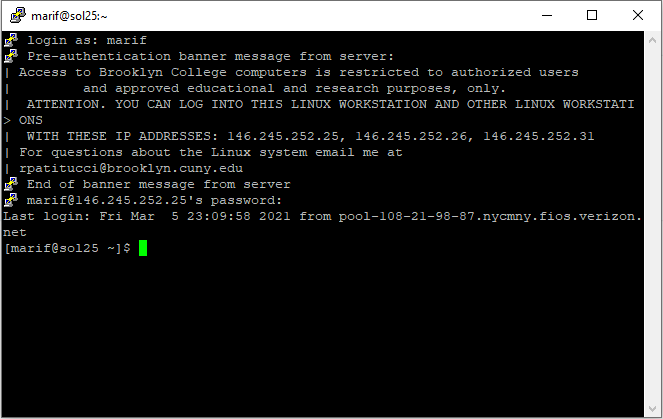 marif@sol25:~
login as: marif
Pre-authentication banner message from server:
| Access to Brooklyn College computers is restricted to authorized users
|         and approved educational and research purposes, only.
|  ATTENTION. YOU CAN LOG INTO THIS LINUX WORKSTATION AND OTHER LINUX WORKSTATI
> ONS
|  WITH THESE IP ADDRESSES: 146.245.252.25, 146.245.252.26, 146.245.252.31
| For questions about the Linux system email me at
| rpatitucci@brooklyn.cuny.edu
End of banner message from server
marif@146.245.252.25's password:
Last login: Fri Mar  5 23:09:58 2021 from pool-108-21-98-87.nycmny.fios.verizon.
net
[marif@sol25 ~]$